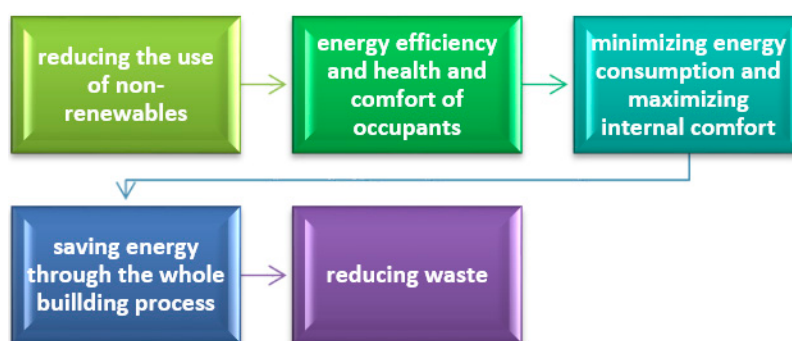 reducing the use
of non-
renewables
energy efficiency
and health and
comfort of
occupants
minimizing energy
consumption and
maximizing
internal comfort
saving energy
through the whole
buillding process
reducing waste